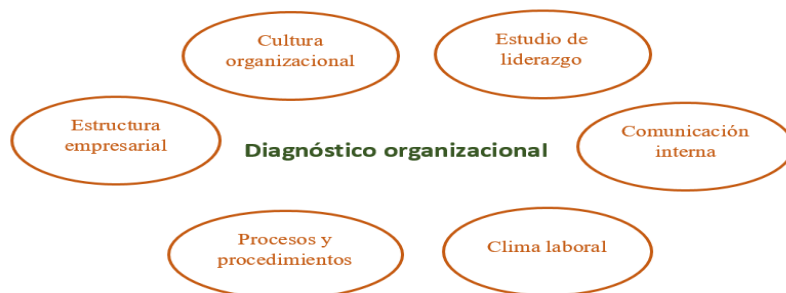 Cultura
organizacional
Estudio de
liderazgo
Estructura
empresarial
Diagnóstico organizacional
Comunicación
interna
Procesos y
procedimientos
Clima laboral